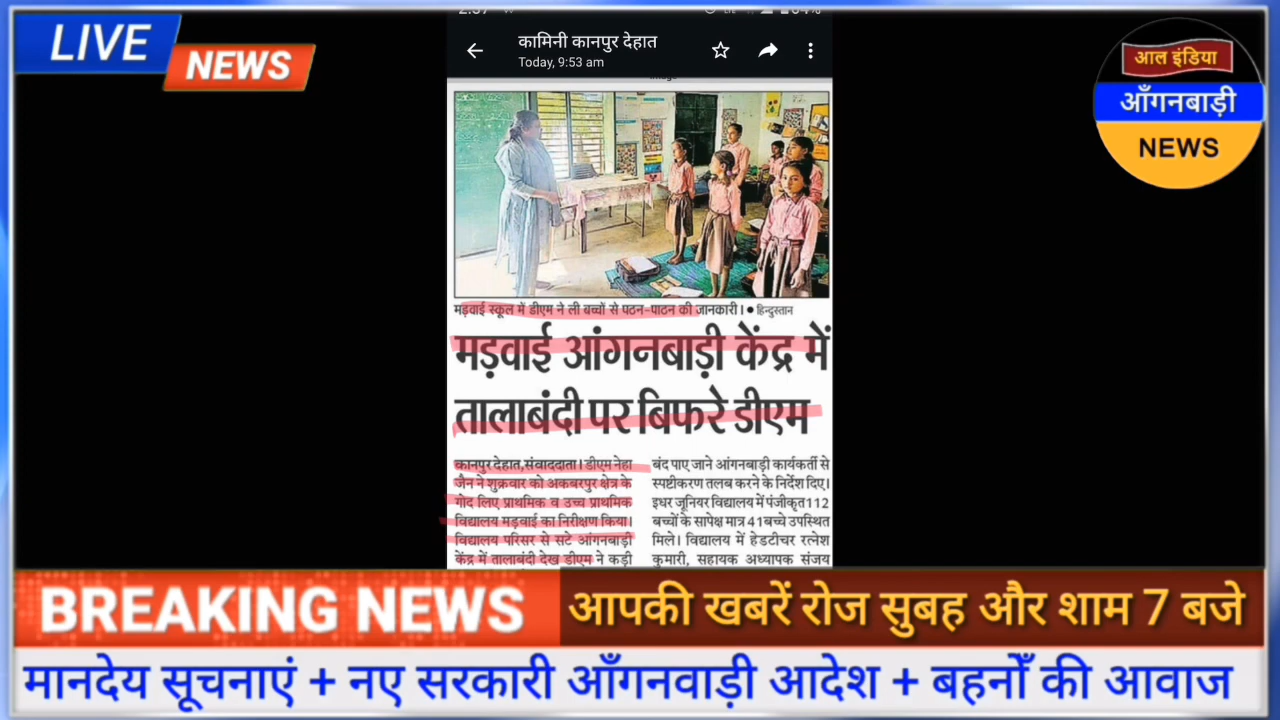 LIVE
NEWS
आल इंडिया
आँगनबाड़ी
NEWS
कामिनी कानपुर देहात
Today, 9:53 am
मड़वाई स्कूल में डीएम ने ली बच्चों से पठन-पाठन की जानकारी। ● हिन्दुस्तान
मड़वाई आंगनबाड़ी केंद्र में
तालाबंदी पर बिफरे डीएम
कानपुर देहात,संवाददाता। डीएम नेहा
जैन ने शुक्रवार को अकबरपुर क्षेत्र के
गोद लिए प्राथमिक व उच्च प्राथमिक
विद्यालय मड़वाई का निरीक्षण किया।
विद्यालय परिसर से सटे आंगनबाड़ी
केंद्र में तालाबंदी देख डीएम ने कड़ी
बंद पाए जाने आंगनबाड़ी कार्यकर्ती से
स्पष्टीकरण तलब करने के निर्देश दिए।
इधर जूनियर विद्यालय में पंजीकृत 112
बच्चों के सापेक्ष मात्र 41 बच्चे उपस्थित
मिले। विद्यालय में हेडटीचर रत्नेश
कुमारी, सहायक अध्यापक संजय
BREAKING NEWS
आपकी खबरें रोज सुबह और शाम 7 बजे
मानदेय सूचनाएं + नए सरकारी आँगनवाड़ी आदेश + बहनोँ की आवाज